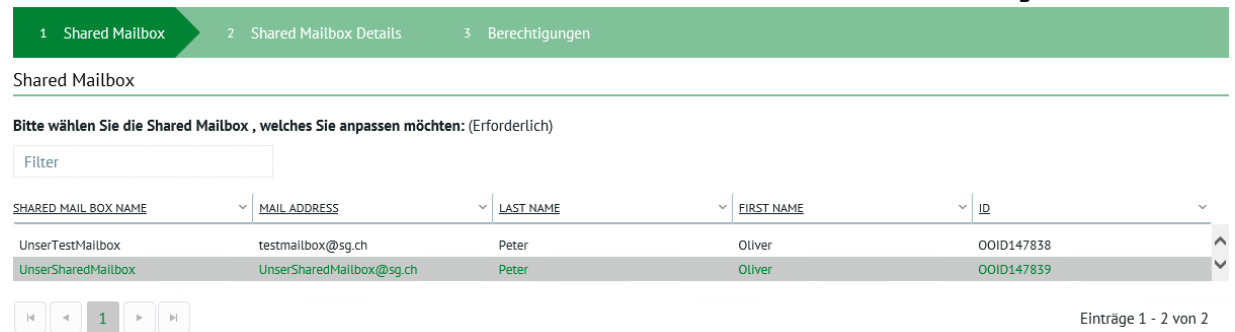 1 Shared Mailbox 2 Shared Mailbox Details 3 Berechtigungen
Shared Mailbox
Bitte wählen Sie die Shared Mailbox , welches Sie anpassen möchten: (Erforderlich)
Filter
SHARED MAIL BOX NAME MAIL ADDRESS LAST NAME FIRST NAME ID
UnserTestMailbox testmailbox@sg.ch Peter Oliver OOID147838
UnserSharedMailbox UnserSharedMailbox@sg.ch Peter Oliver OOID147839
1 Einträge 1 - 2 von 2